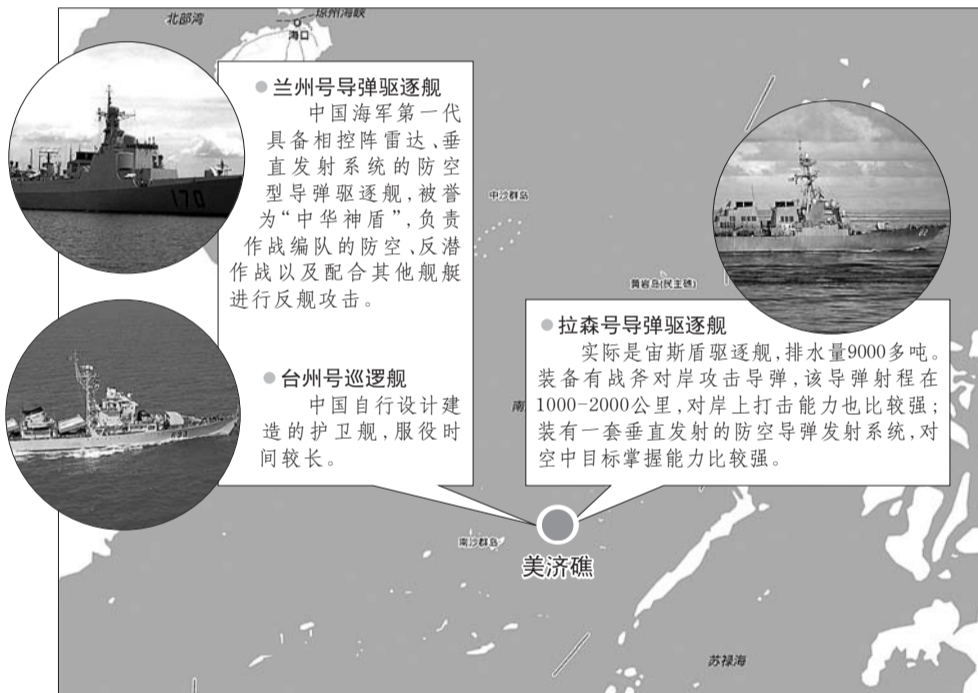 北部湾
琼州海峡
海口
● 兰州号导弹驱逐舰
中国海军第一代
具备相控阵雷达、垂
直发射系统的防空
型导弹驱逐舰，被誉
为“中华神盾”，负责
作战编队的防空、反潜
作战以及配合其他舰艇
进行反舰攻击。
170
● 台州号巡逻舰
中国自行设计建
造的护卫舰，服役时
间较长。
533
中沙群岛
黄岩岛(民主礁)
● 拉森号导弹驱逐舰
实际是宙斯盾驱逐舰，排水量9000多吨。
装备有战斧对岸攻击导弹，该导弹射程在
1000-2000公里，对岸上打击能力也比较强；
装有一套垂直发射的防空导弹发射系统，对
空中目标掌握能力比较强。
南
南沙群岛
美济礁
苏禄海